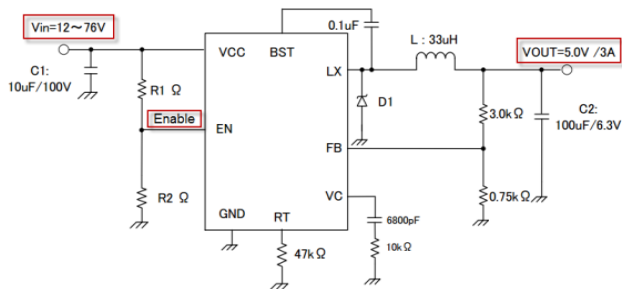 Vin=12～76V
C1:
10uF/100V
R1 Ω
Enable
R2 Ω
VCC
BST
LX
EN
FB
VC
GND
RT
0.1uF
L : 33uH
VOUT=5.0V /3A
D1
3.0kΩ
C2:
100uF/6.3V
0.75kΩ
6800pF
10kΩ
47kΩ